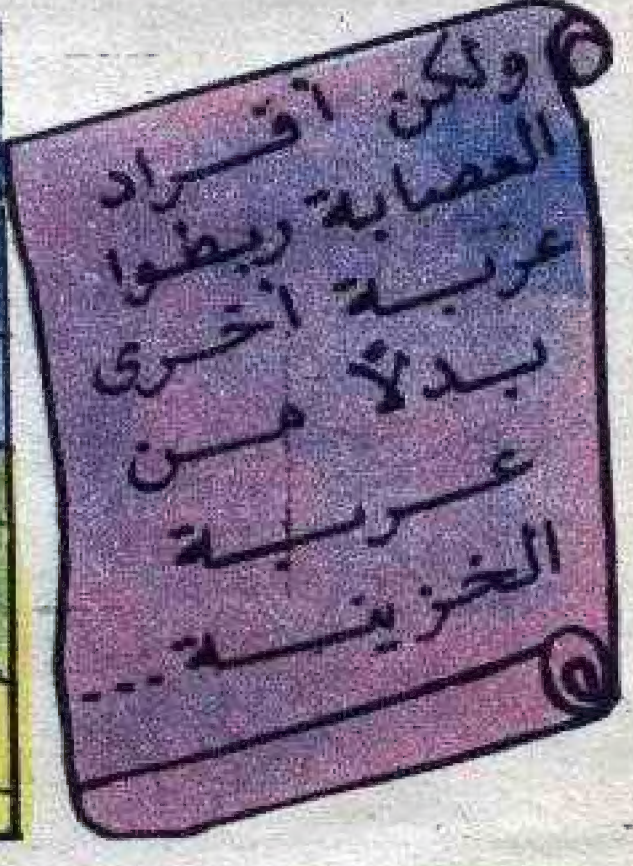 ولكن أفراد
العصابة ربطوا
عربة أخرى
بدلاً من
عربة
الخزينة...